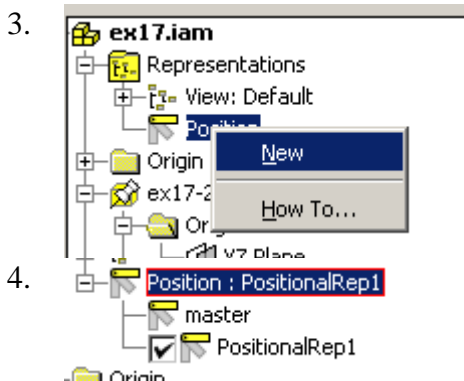 3.
ex17.iam
Representations
View: Default
Position
New
Origin
ex17-2
How To...
Or
YZ Plane
4.
Position : PositionalRep1
master
PositionalRep1
Origin